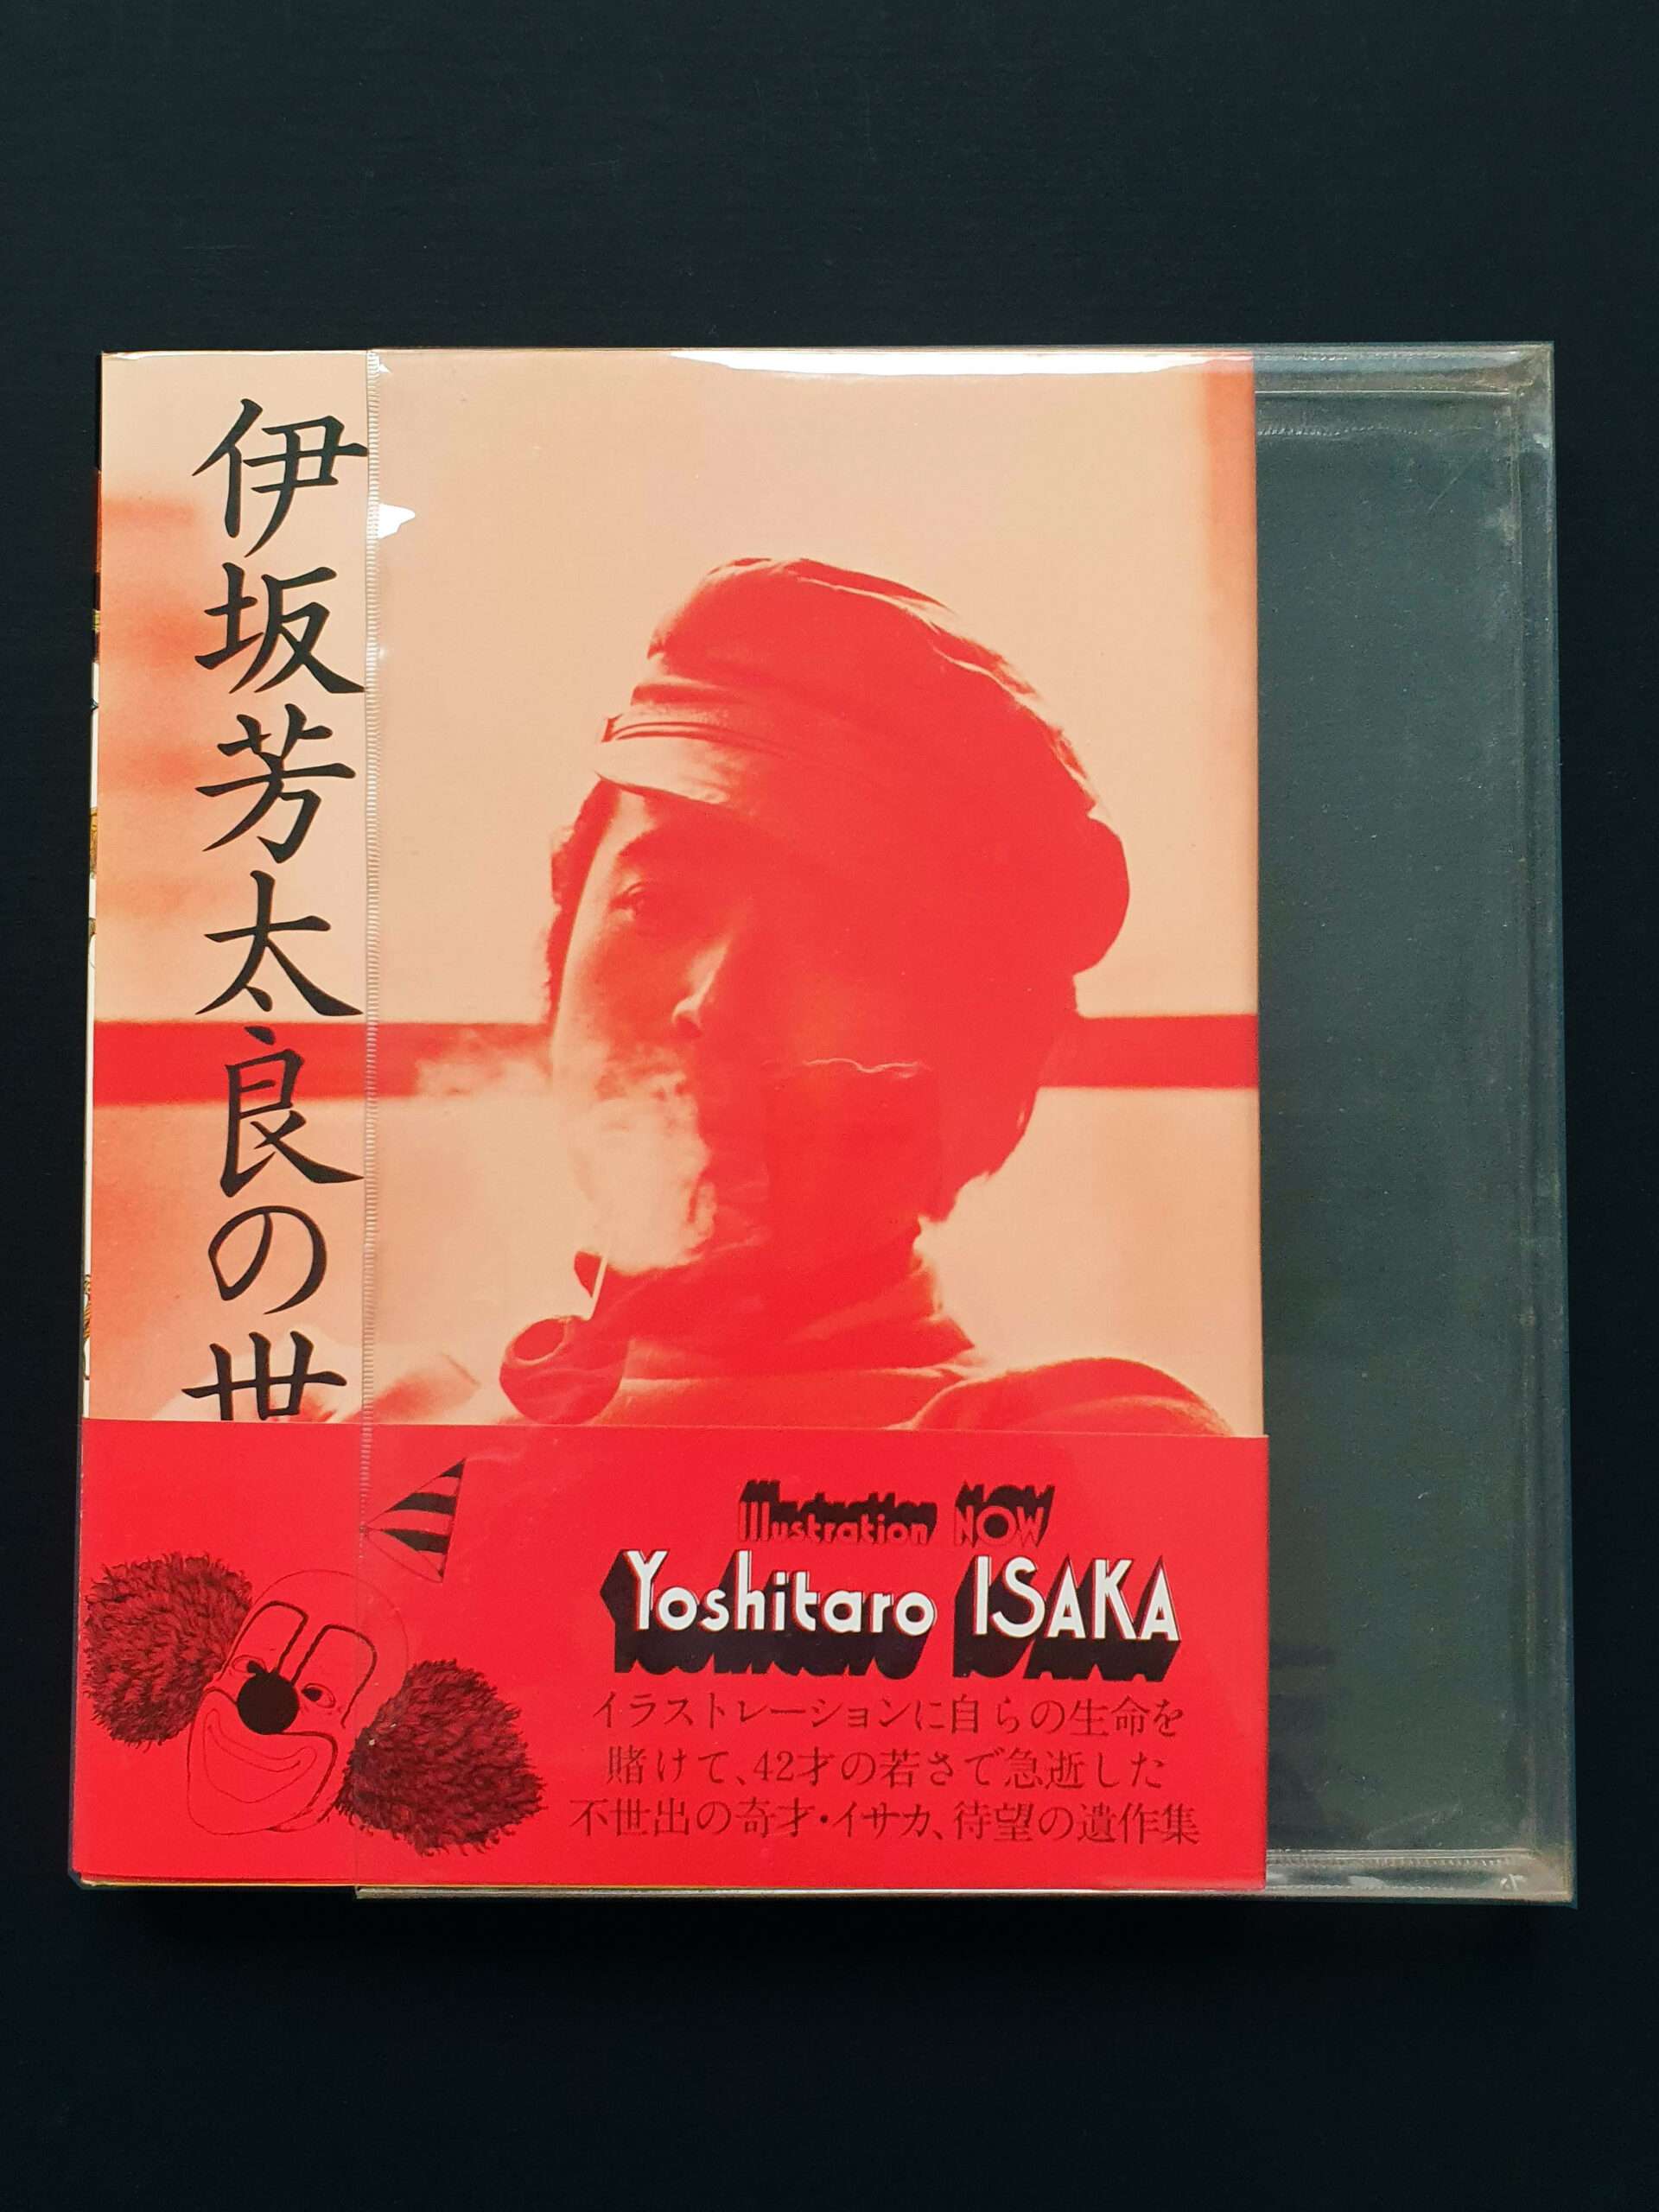 伊坂芳太良の世
Illustration NOW
Yoshitaro ISAKA
イラストレーションに自らの生命を
賭けて、42才の若さで急逝した
不世出の奇才・イサカ、待望の遺作集